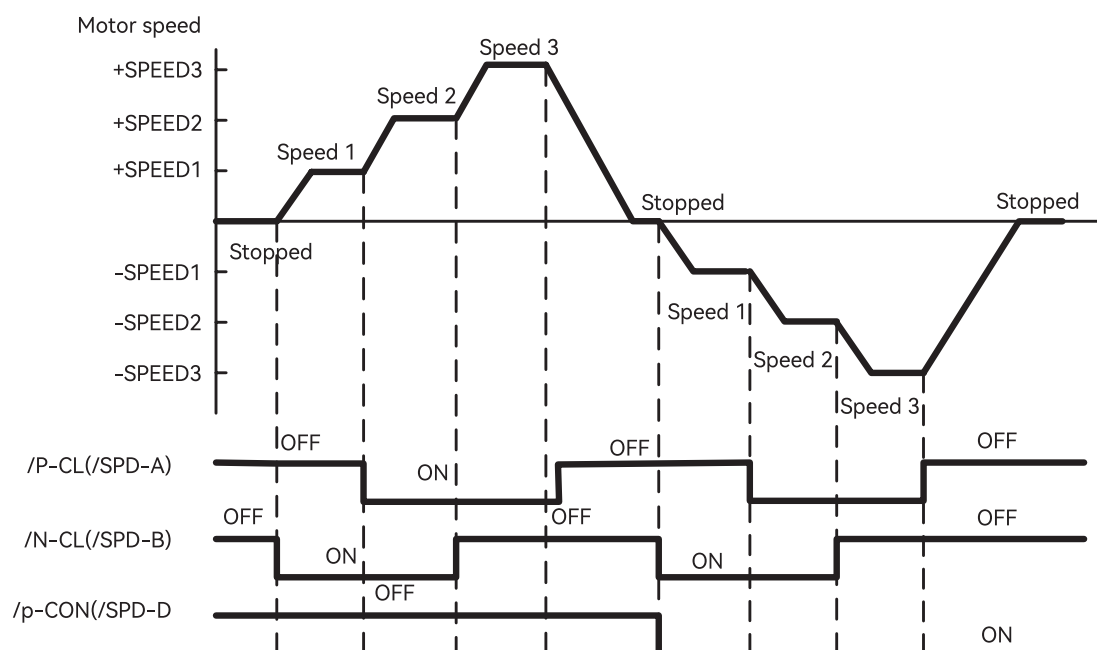 Motor speed
Speed 3
+SPEED3
Speed 2
+SPEED2
Speed 1
+SPEED1
Stopped
Stopped
Stopped
-SPEED1
Speed 1
-SPEED2
Speed 2
-SPEED3
Speed 3
OFF
OFF
OFF
/P-CL(/SPD-A)
ON
OFF
OFF
OFF
/N-CL(/SPD-B)
ON
ON
OFF
/p-CON(/SPD-D
ON